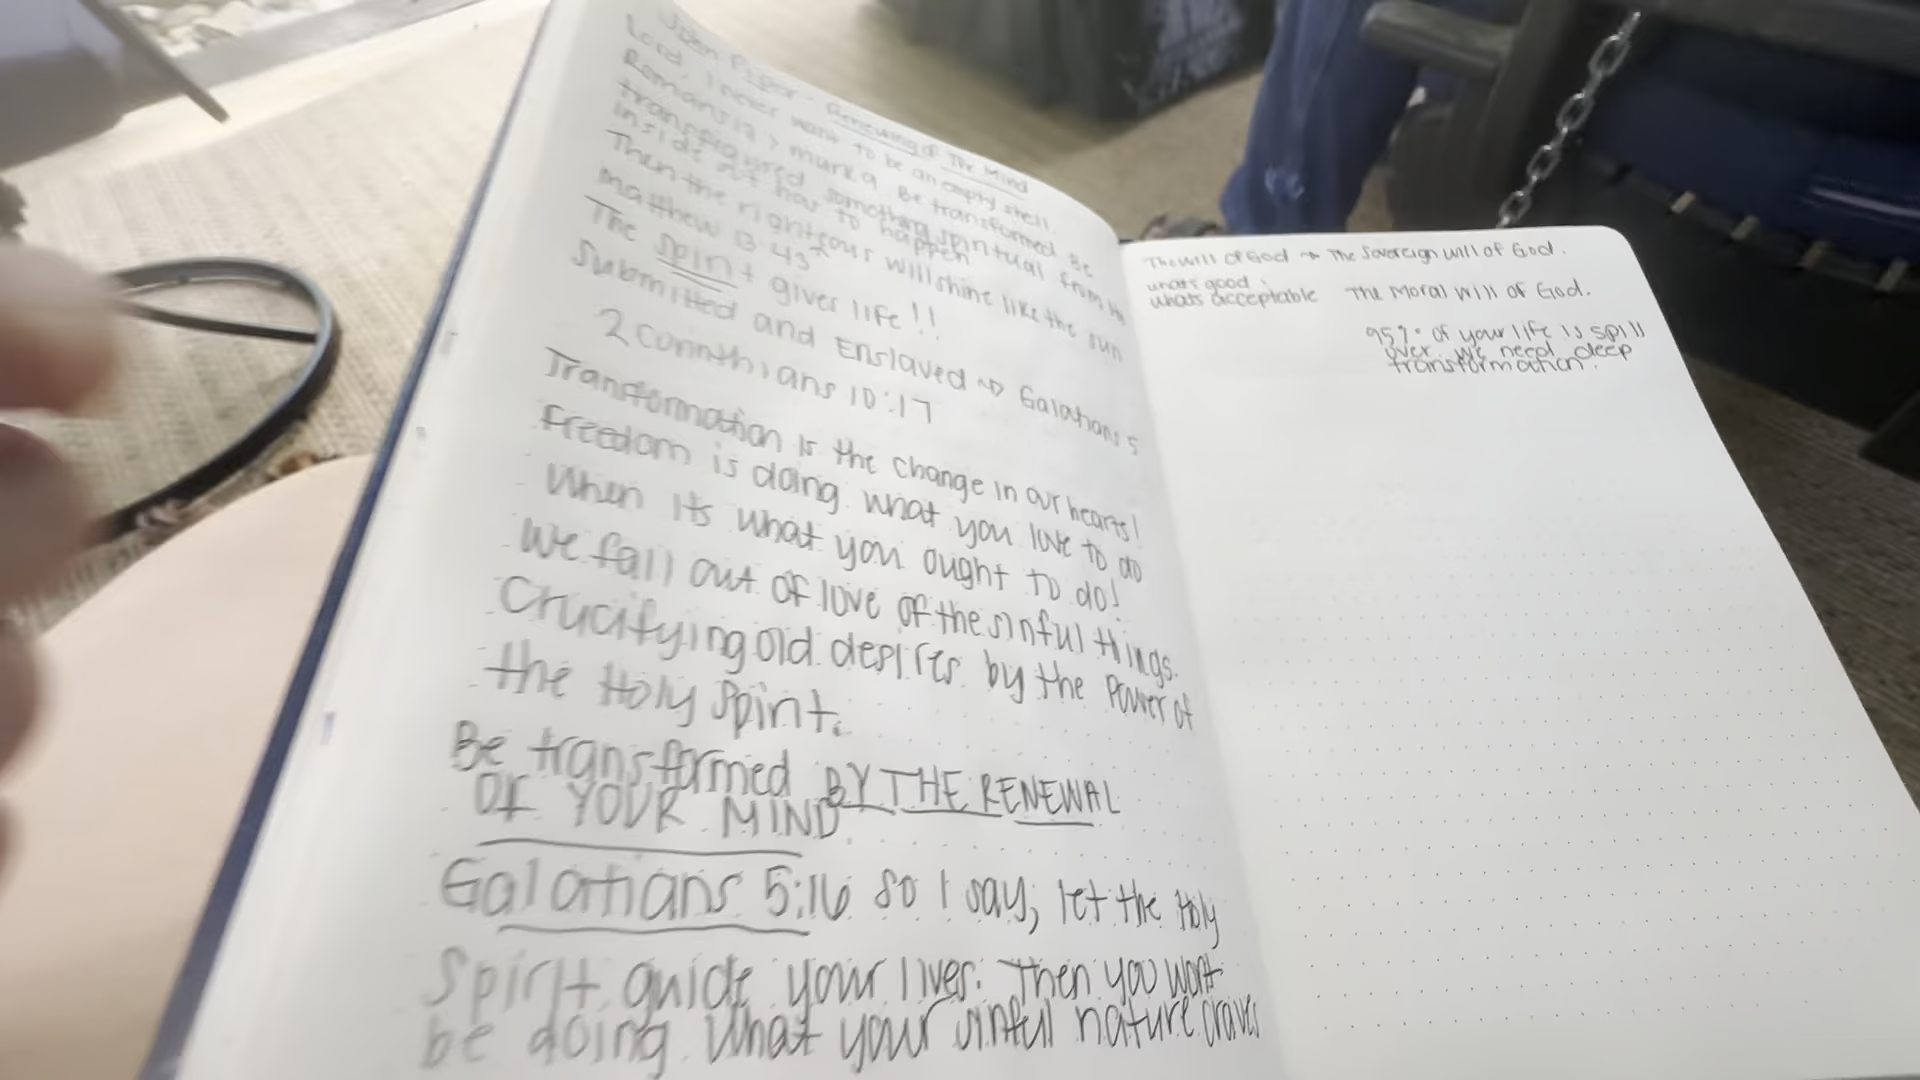 John Piper - Renewing of The Mind
Lord, I never want to be an empty shell.
Romans 12 > mark 9 Be transformed. Be
transfigured something spiritual from the
inside out has to happen
Then the righteous will shine like the sun
matthew 13 43
The spirit gives life!!
Submitted and Enslaved → Galatians 5
2 Corinthians 10:17
Transformation is the change in our hearts!
Freedom is doing what you love to do
When its what you ought to do!
We fall out of love of the sinful things.
Crucifying old desires by the power of
the Holy Spirit.
Be transformed BY THE RENEWAL
OF YOUR MIND
Galatians 5:16 So I say, let the Holy
Spirit guide your lives. Then you wont
be doing what your sinful nature craves
The will of God → The Sovereign will of God.
whats good
whats acceptable The Moral will of God.
95% of your life is spill
over we need deep
transformation.